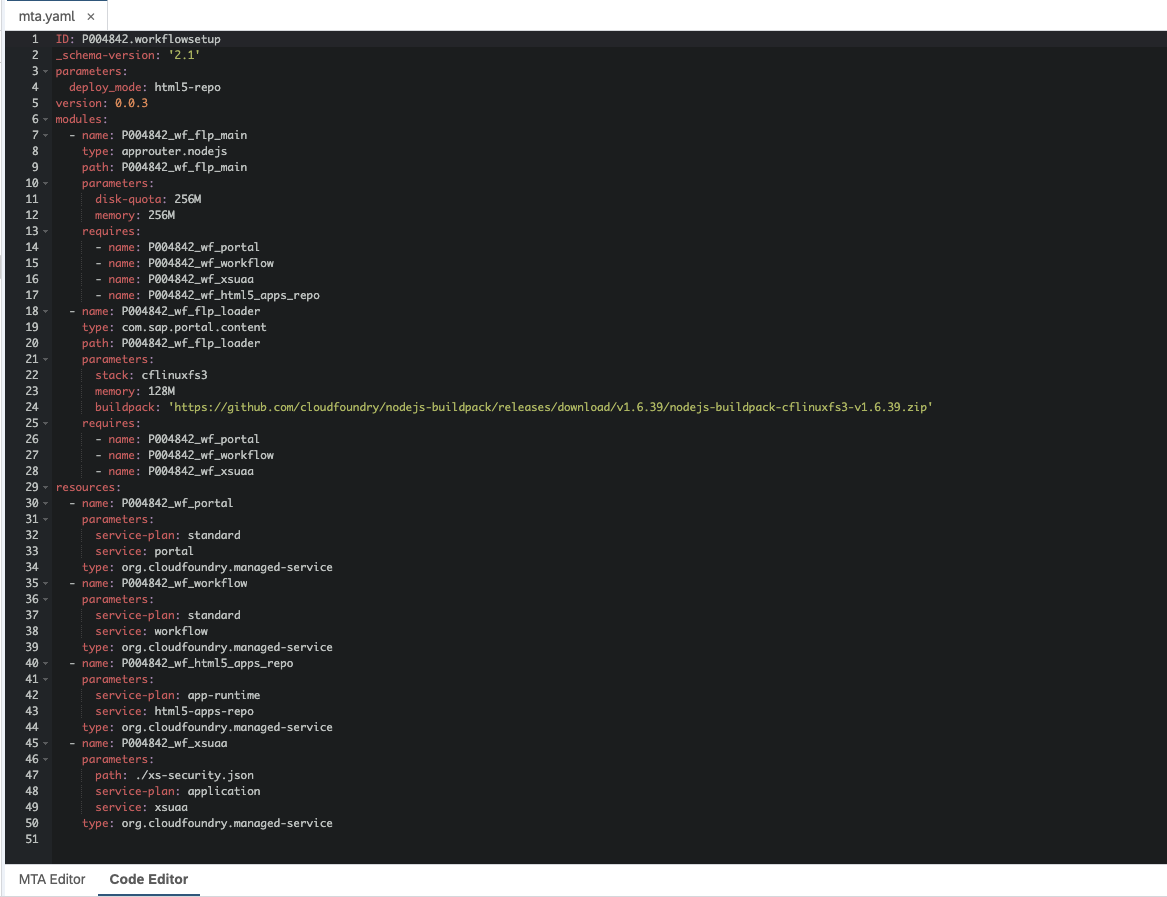 mta.yaml ×
1 ID: P004842.workflowsetup
2 _schema-version: '2.1'
3 parameters:
4   deploy_mode: html5-repo
5 version: 0.0.3
6 modules:
7   - name: P004842_wf_flp_main
8     type: approuter.nodejs
9     path: P004842_wf_flp_main
10     parameters:
11       disk-quota: 256M
12       memory: 256M
13     requires:
14       - name: P004842_wf_portal
15       - name: P004842_wf_workflow
16       - name: P004842_wf_xsuaa
17       - name: P004842_wf_html5_apps_repo
18   - name: P004842_wf_flp_loader
19     type: com.sap.portal.content
20     path: P004842_wf_flp_loader
21     parameters:
22       stack: cflinuxfs3
23       memory: 128M
24       buildpack: 'https://github.com/cloudfoundry/nodejs-buildpack/releases/download/v1.6.39/nodejs-buildpack-cflinuxfs3-v1.6.39.zip'
25     requires:
26       - name: P004842_wf_portal
27       - name: P004842_wf_workflow
28       - name: P004842_wf_xsuaa
29 resources:
30   - name: P004842_wf_portal
31     parameters:
32       service-plan: standard
33       service: portal
34     type: org.cloudfoundry.managed-service
35   - name: P004842_wf_workflow
36     parameters:
37       service-plan: standard
38       service: workflow
39     type: org.cloudfoundry.managed-service
40   - name: P004842_wf_html5_apps_repo
41     parameters:
42       service-plan: app-runtime
43       service: html5-apps-repo
44     type: org.cloudfoundry.managed-service
45   - name: P004842_wf_xsuaa
46     parameters:
47       path: ./xs-security.json
48       service-plan: application
49       service: xsuaa
50     type: org.cloudfoundry.managed-service
51
MTA Editor Code Editor